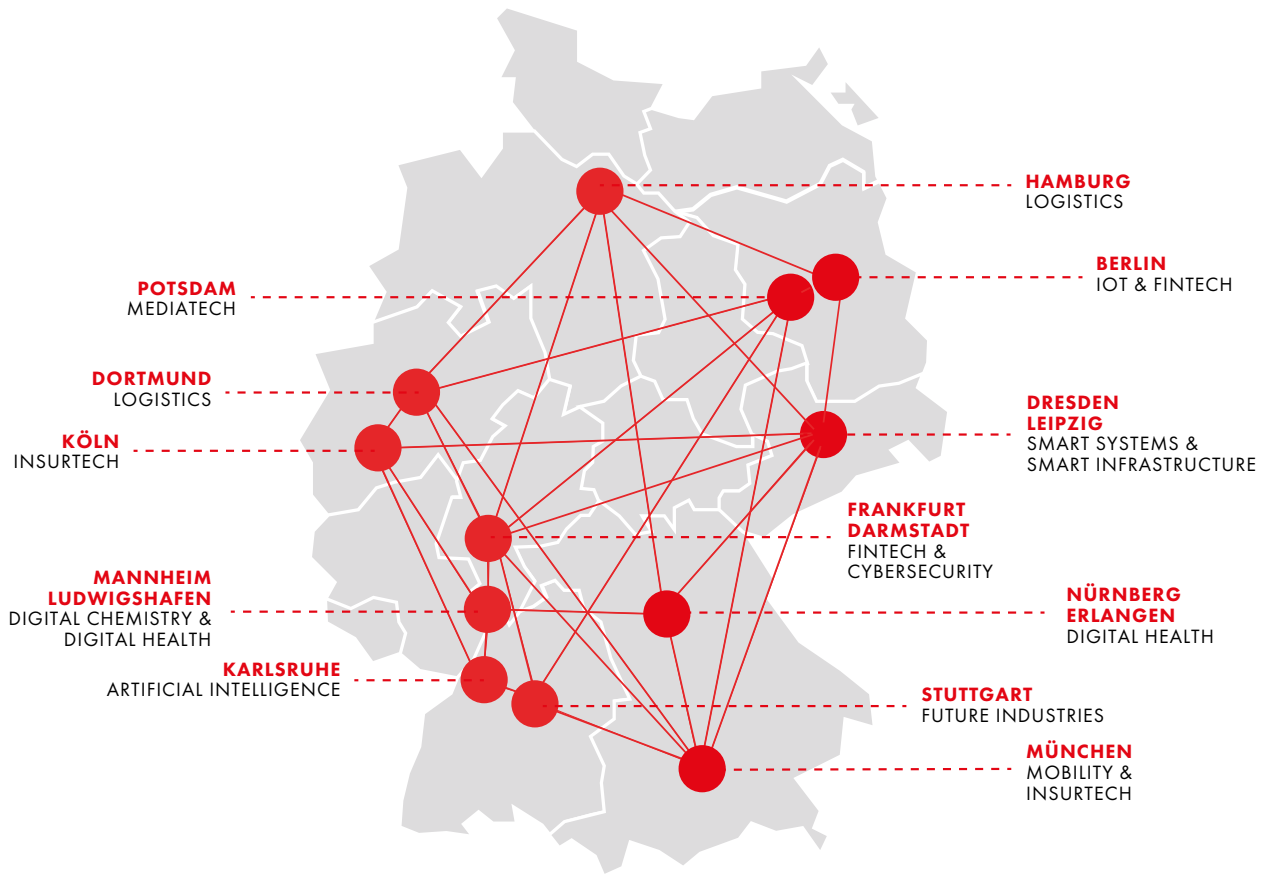 HAMBURG
LOGISTICS
BERLIN
IOT & FINTECH
POTSDAM
MEDIATECH
DORTMUND
LOGISTICS
DRESDEN
LEIPZIG
SMART SYSTEMS &
SMART INFRASTRUCTURE
KÖLN
INSURTECH
FRANKFURT
DARMSTADT
FINTECH &
CYBERSECURITY
MANNHEIM
LUDWIGSHAFEN
DIGITAL CHEMISTRY &
DIGITAL HEALTH
NÜRNBERG
ERLANGEN
DIGITAL HEALTH
KARLSRUHE
ARTIFICIAL INTELLIGENCE
STUTTGART
FUTURE INDUSTRIES
MÜNCHEN
MOBILITY &
INSURTECH